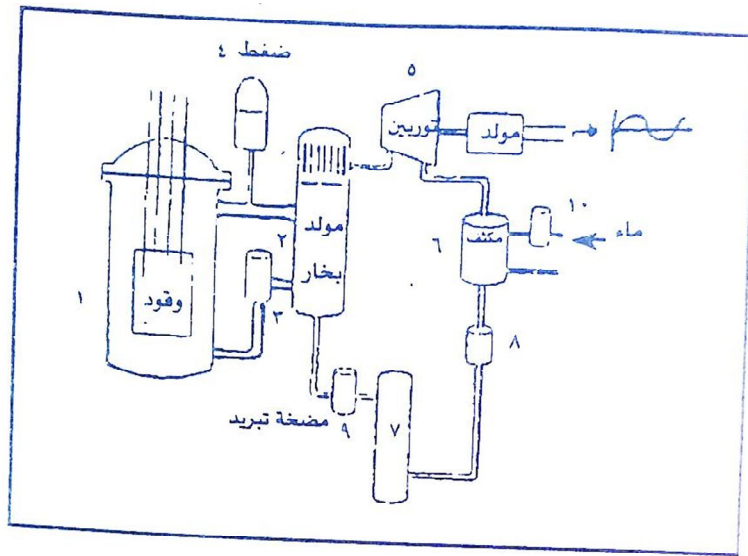 ضغط ٤
٥
توربين
مولد
١٠
ماء
٢
مولد
بخار
مكثف
٦
١
وقود
٣
٨
مضخة تبريد ٩
٧